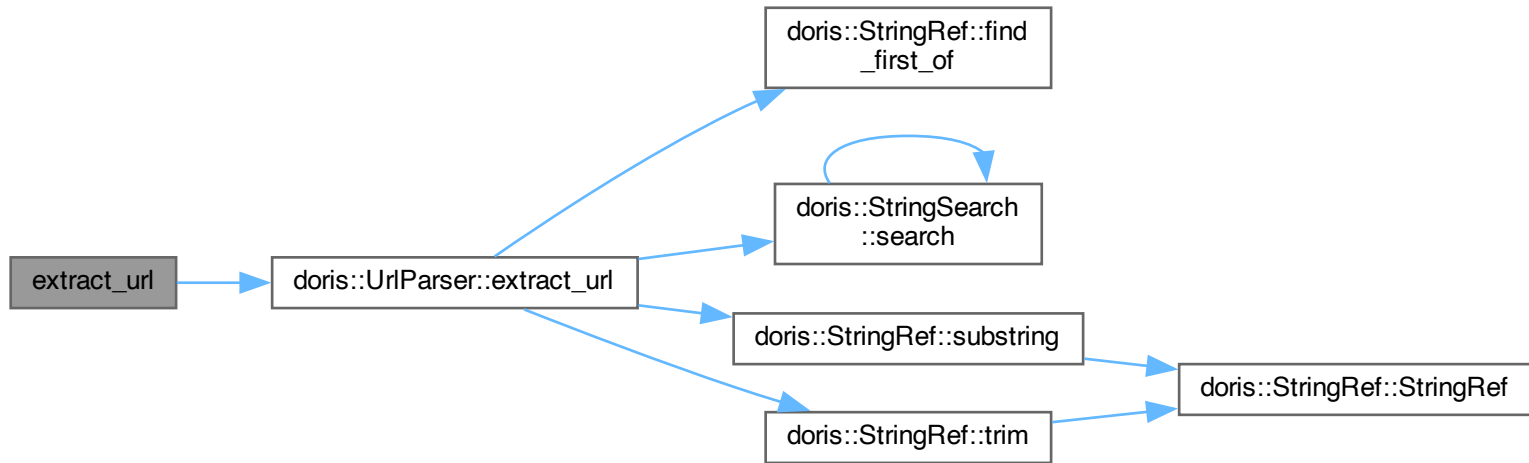 doris::StringRef::find
_first_of
doris::StringSearch
::search
extract_url
doris::UrlParser::extract_url
doris::StringRef::substring
doris::StringRef::StringRef
doris::StringRef::trim